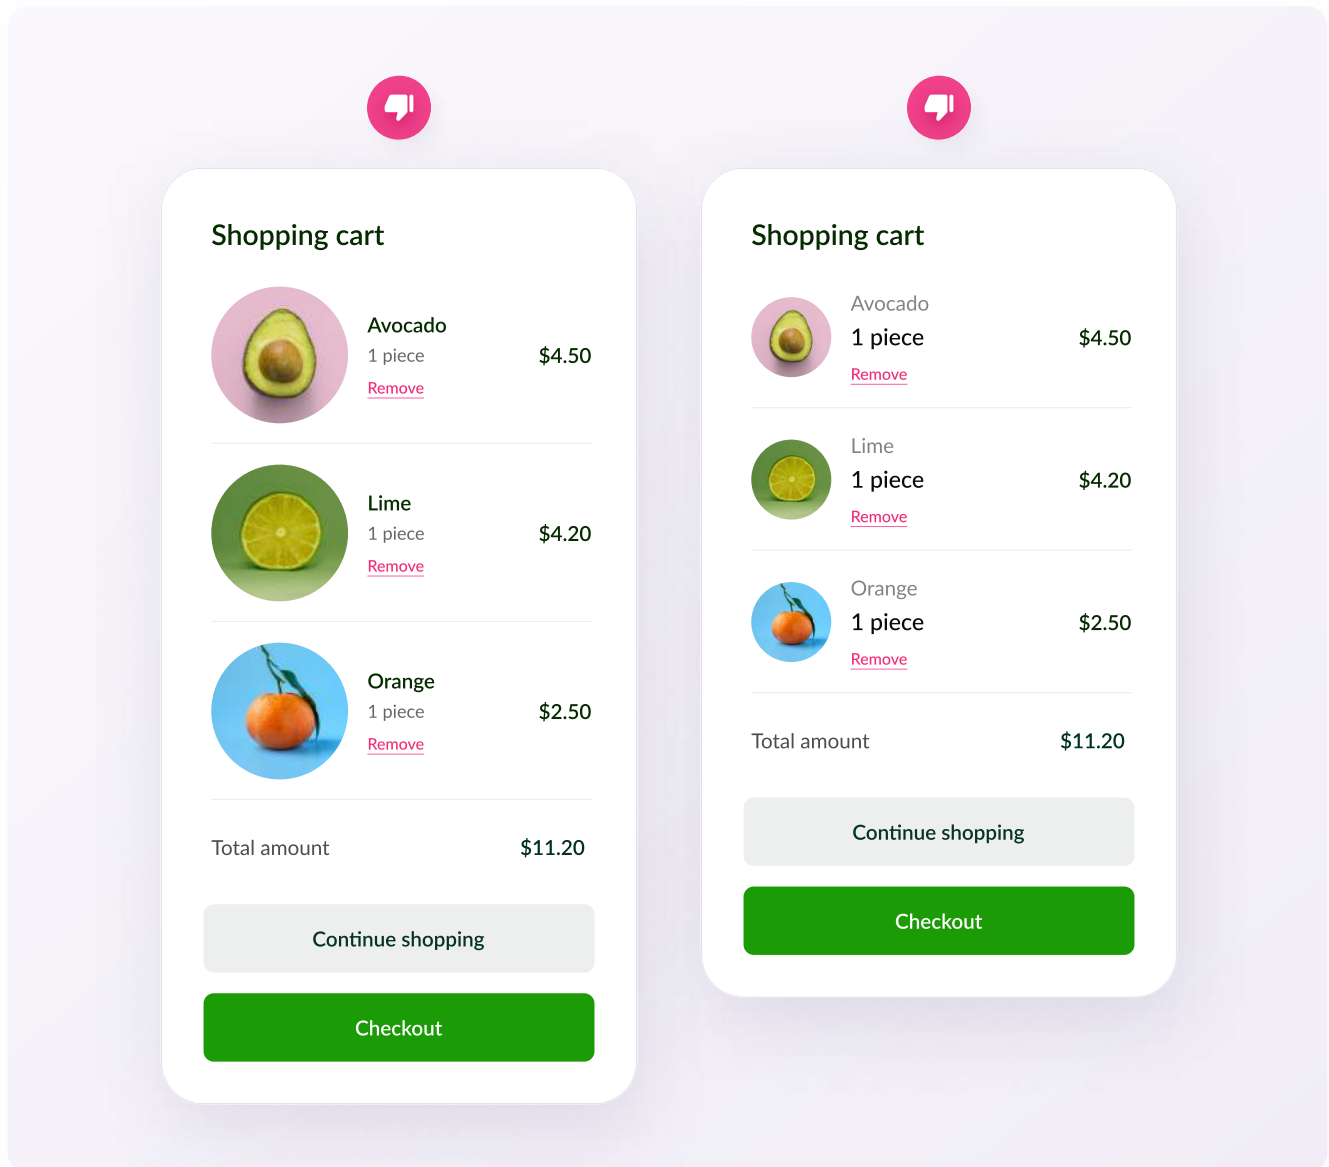 Shopping cart
Avocado
1 piece
$4.50
Remove
Lime
1 piece
$4.20
Remove
Orange
1 piece
$2.50
Remove
Total amount $11.20
Continue shopping
Checkout
Shopping cart
Avocado
1 piece
$4.50
Remove
Lime
1 piece
$4.20
Remove
Orange
1 piece
$2.50
Remove
Total amount $11.20
Continue shopping
Checkout